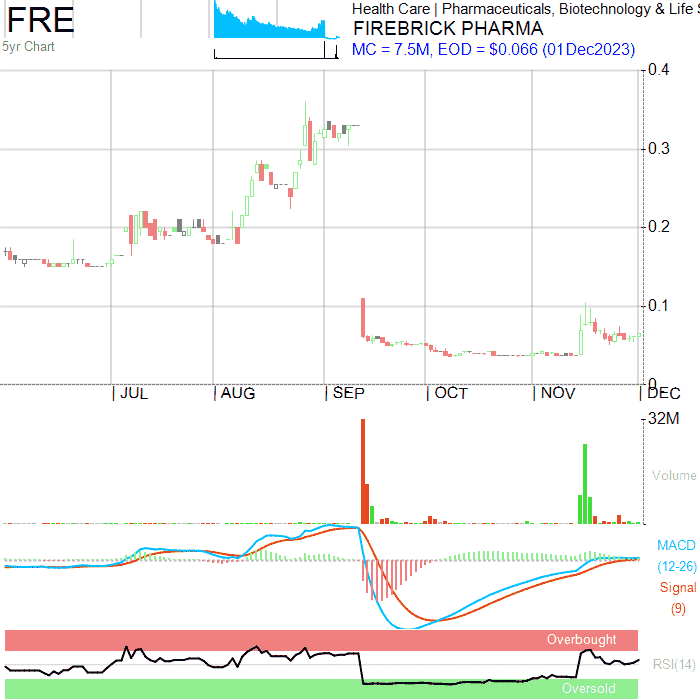 FRE
Health Care | Pharmaceuticals, Biotechnology & Life
FIREBRICK PHARMA
5yr Chart
MC = 7.5M, EOD = $0.066 (01Dec2023)
0.4
0.3
0.2
0.1
0
| JUL | AUG | SEP | OCT | NOV | DEC
32M
Volume
MACD
(12-26)
Signal
(9)
Overbought
RSI(14)
Oversold